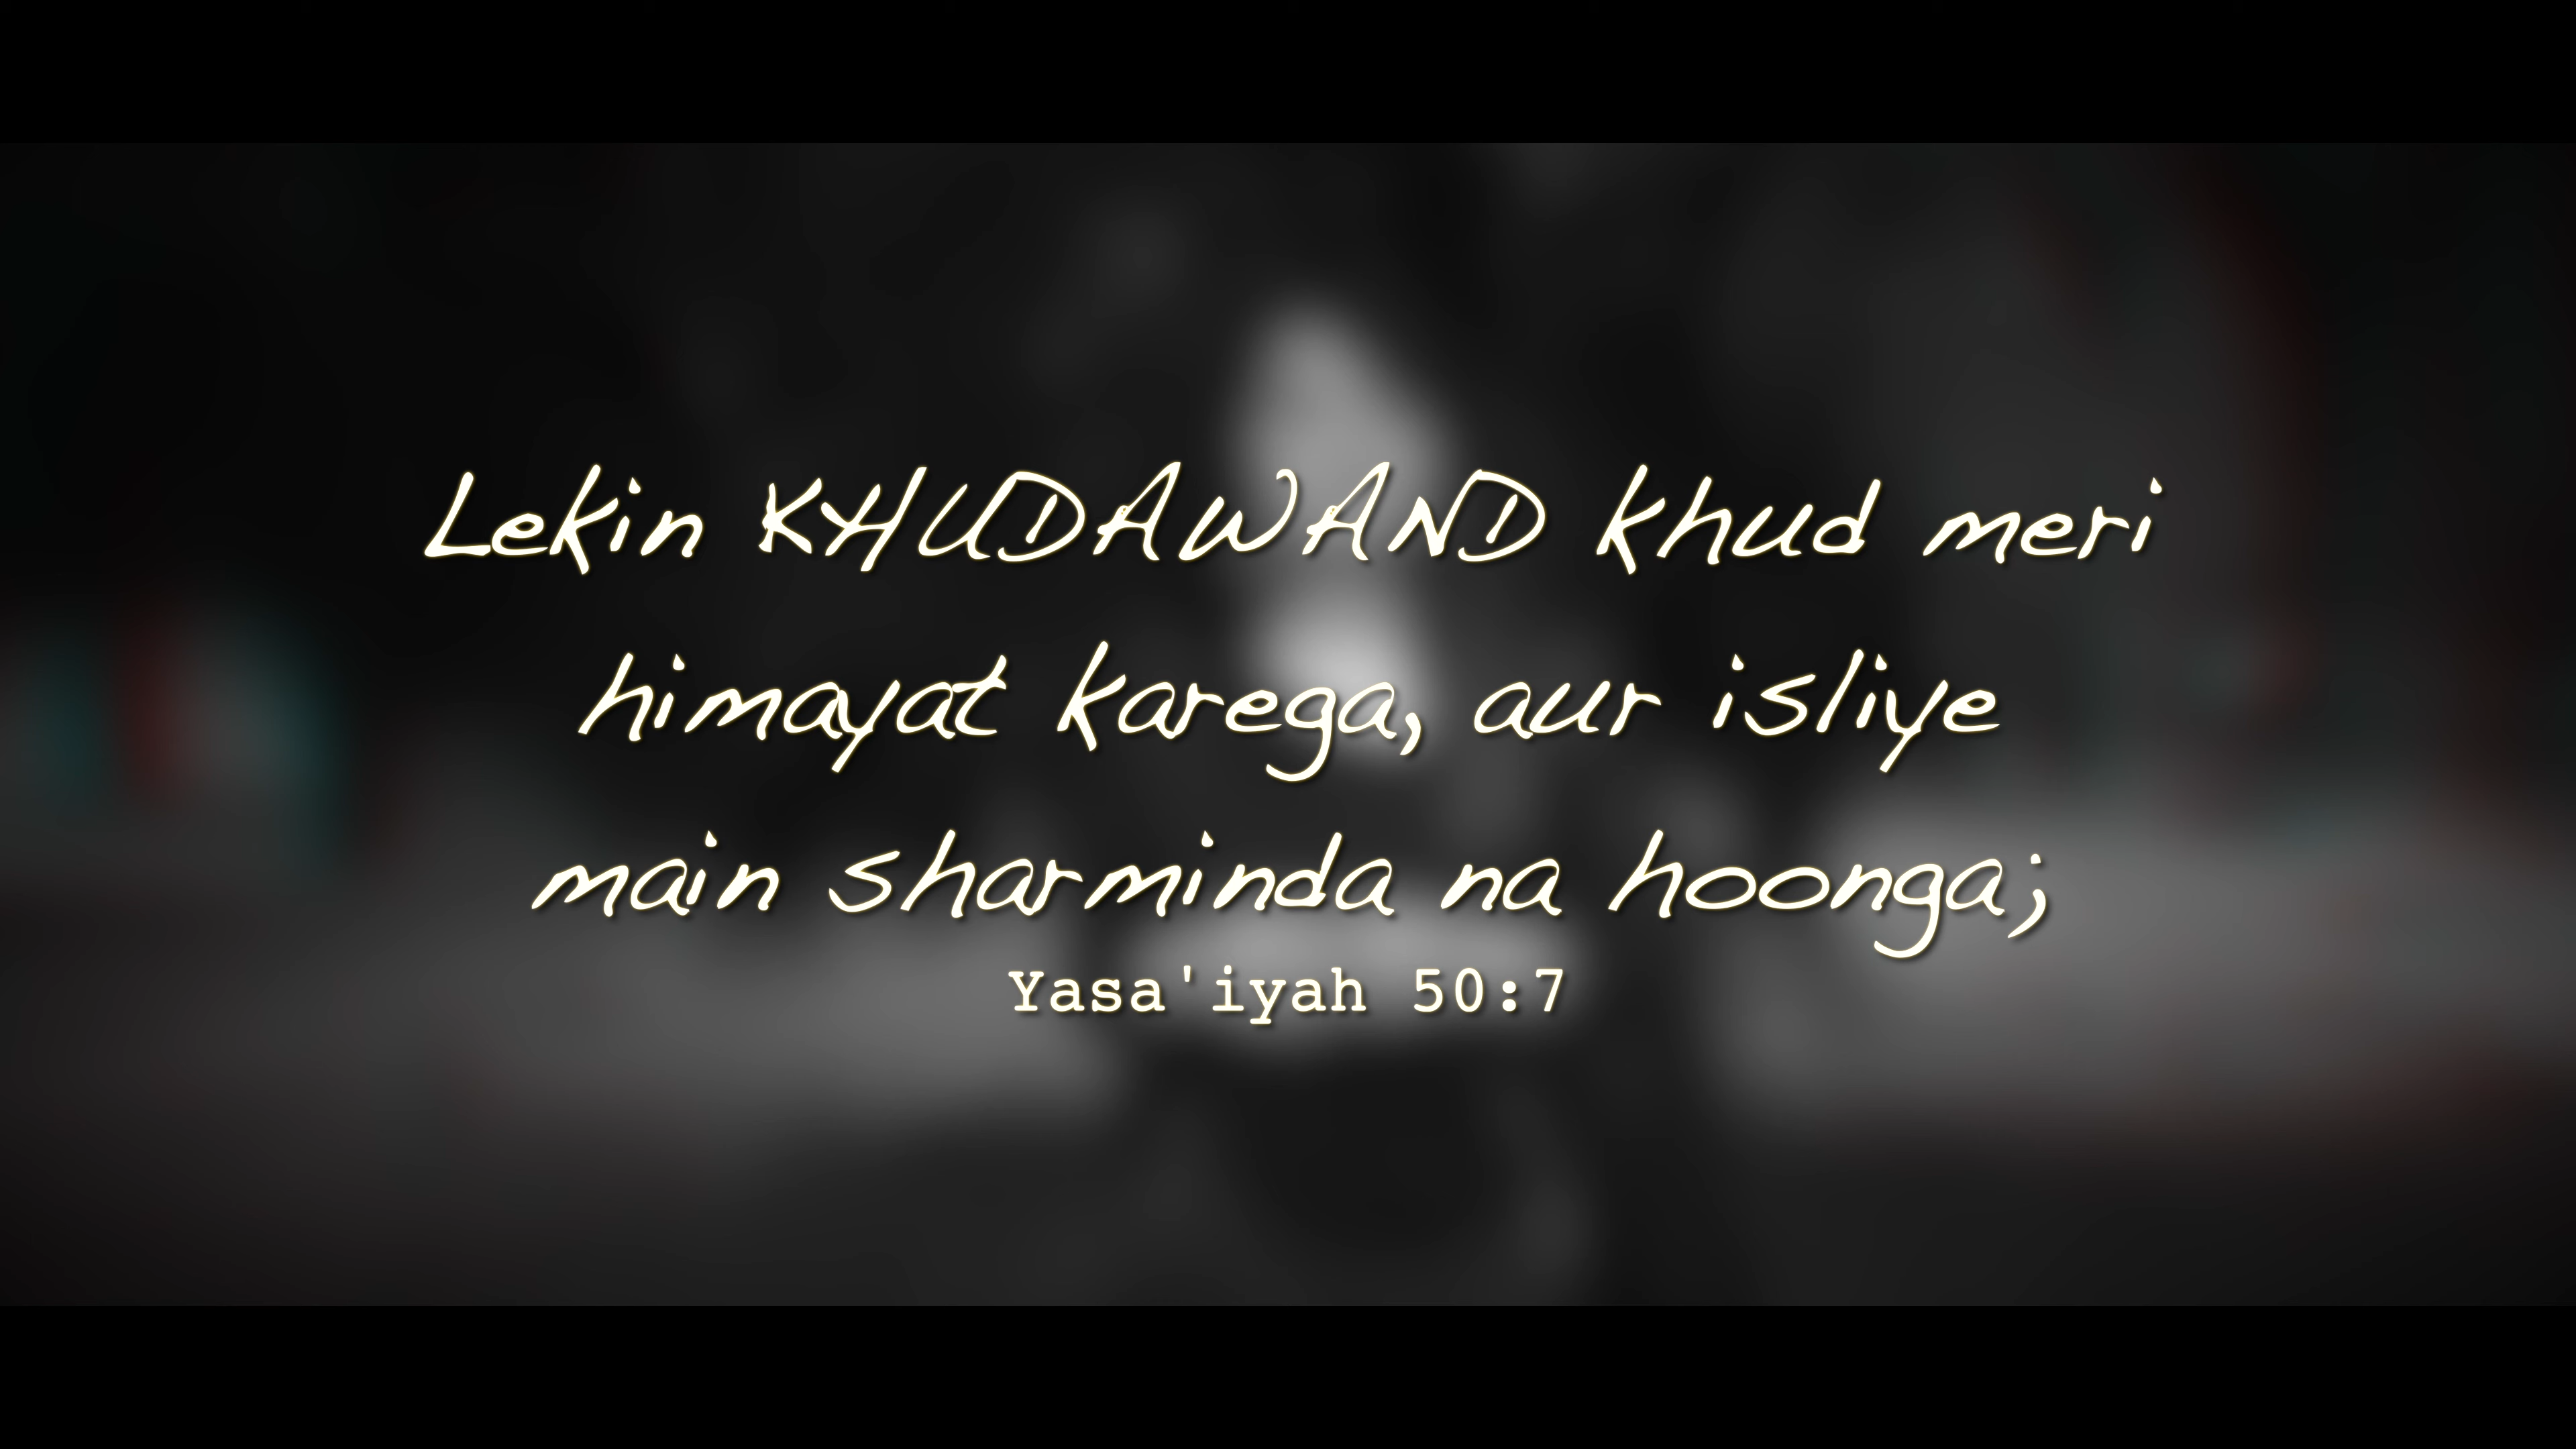 Lekin KHUDAWAND khud meri
himayat karega, aur isliye
main sharminda na hoonga;
Yasa'iyah 50:7